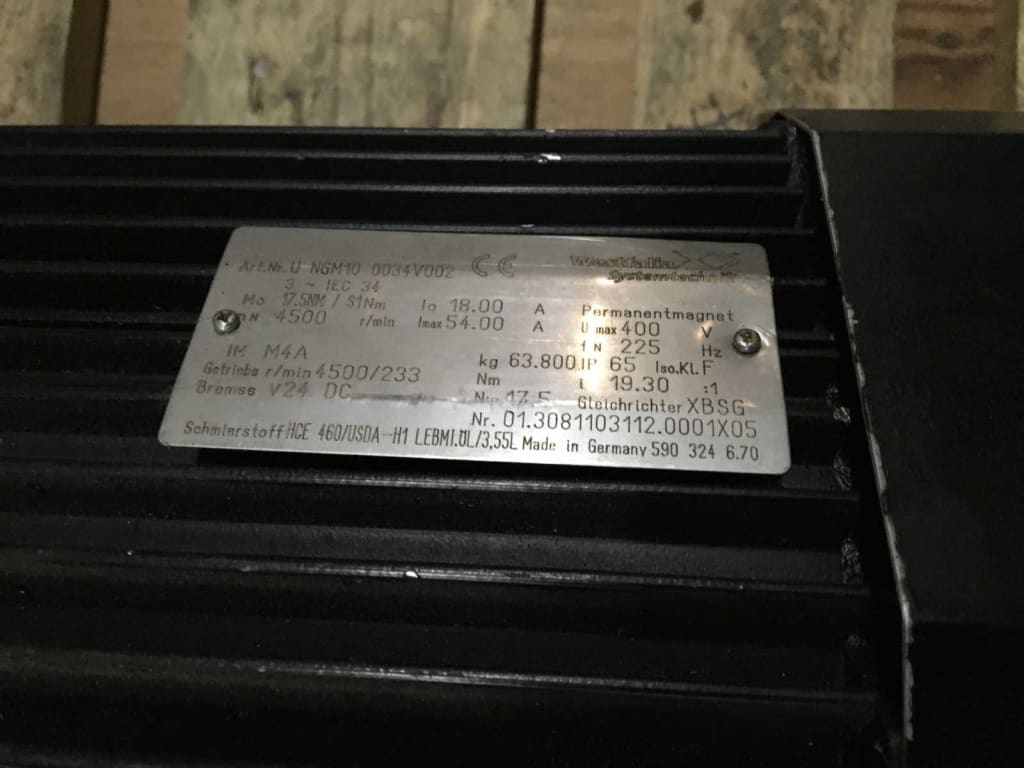 Art.Nr. U NGM10 0034V002 CE Westfalia
Systemtechnik
3 ~ IEC 34
Mo 17.5NM / S1Nm Io 18.00 A Permanentmagnet
nN 4500 r/min Imax 54.00 A U max 400 V
f N 225 Hz
IM M4A kg 63.800 IP 65 Iso.Kl. F
Getriebe r/min 4500/233 Nm i 19.30 :1
Bremse V24 DC 17.5 Gleichrichter XBSG
Nr. 01.3081103112.0001X05
Schmierstoff HCE 460/USDA-H1 LEBMI.ÖL/3,55L Made in Germany 590 324 6.70